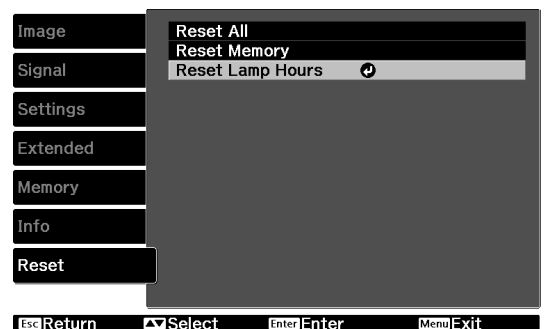 Image
Signal
Settings
Extended
Memory
Info
Reset
Reset All
Reset Memory
Reset Lamp Hours
Esc Return Select Enter Enter Menu Exit